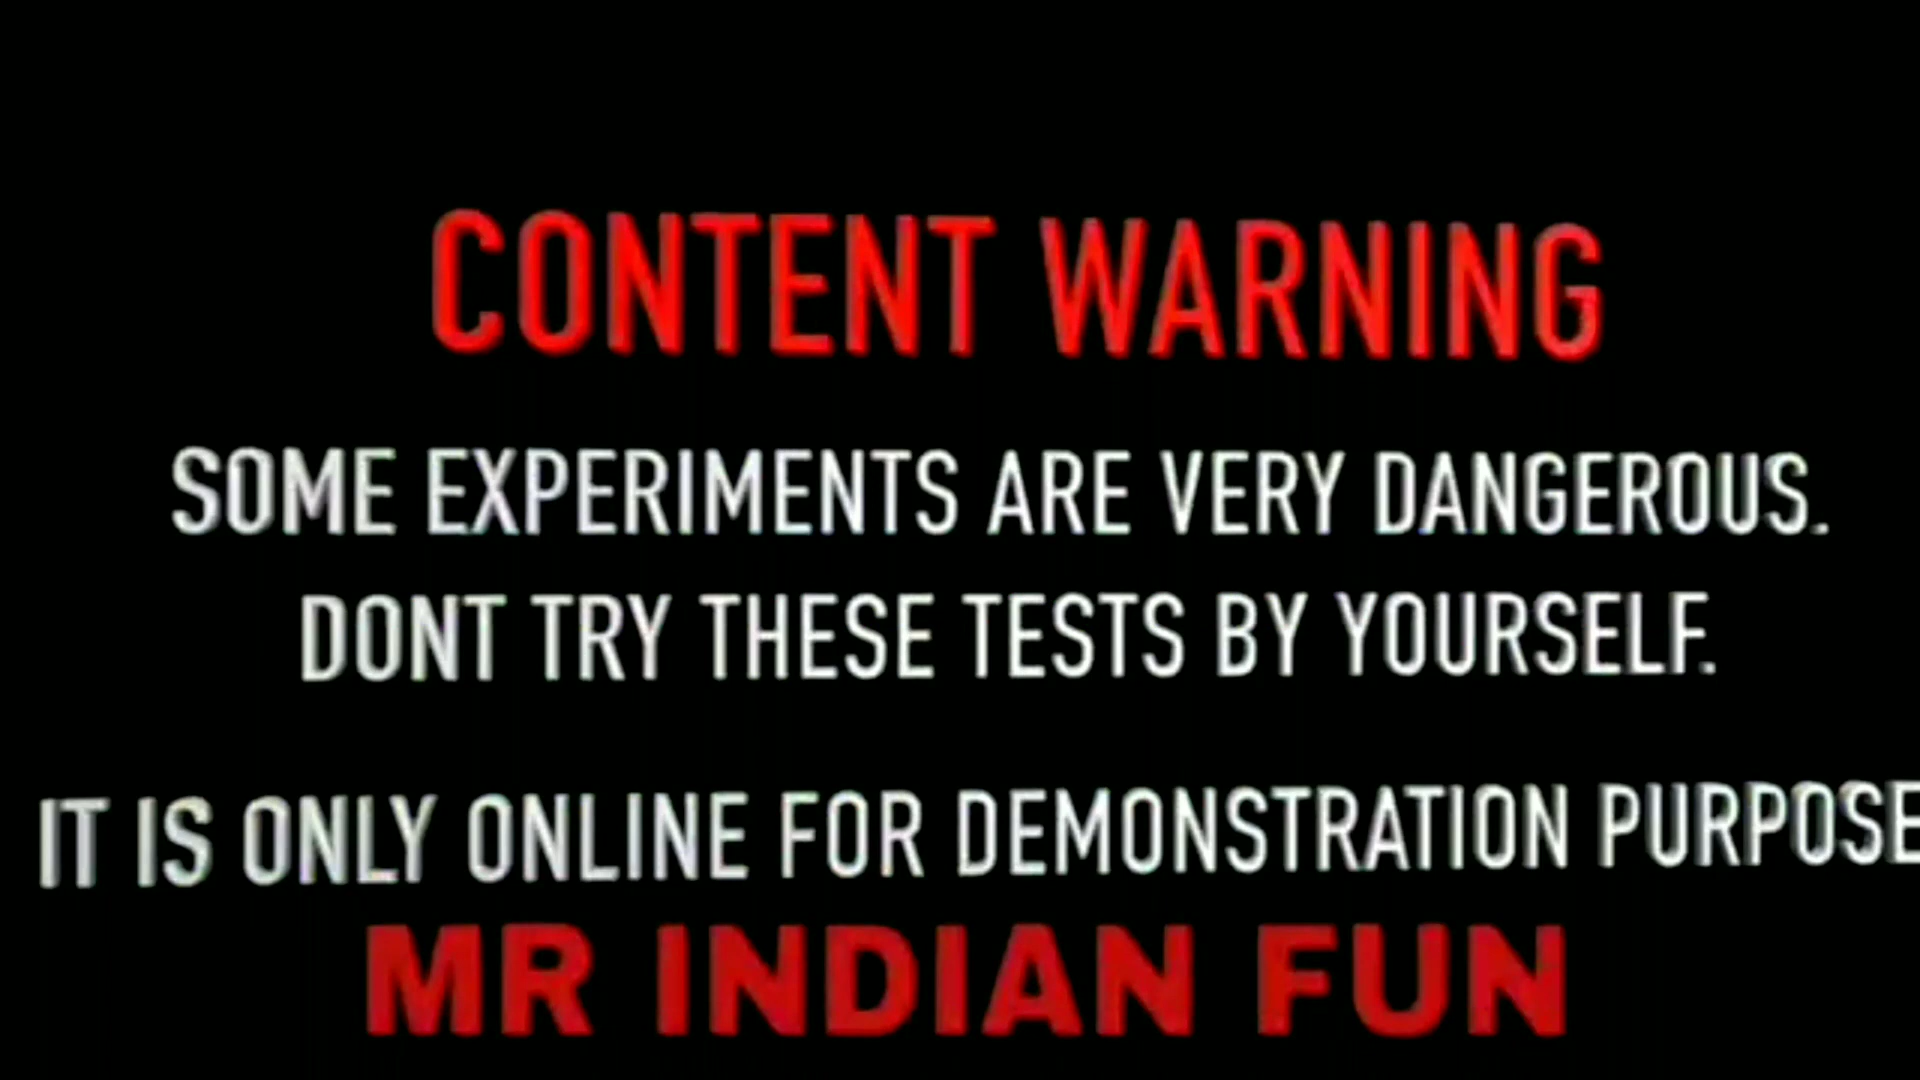 CONTENT WARNING
SOME EXPERIMENTS ARE VERY DANGEROUS.
DONT TRY THESE TESTS BY YOURSELF.
IT IS ONLY ONLINE FOR DEMONSTRATION PURPOSE
MR INDIAN FUN